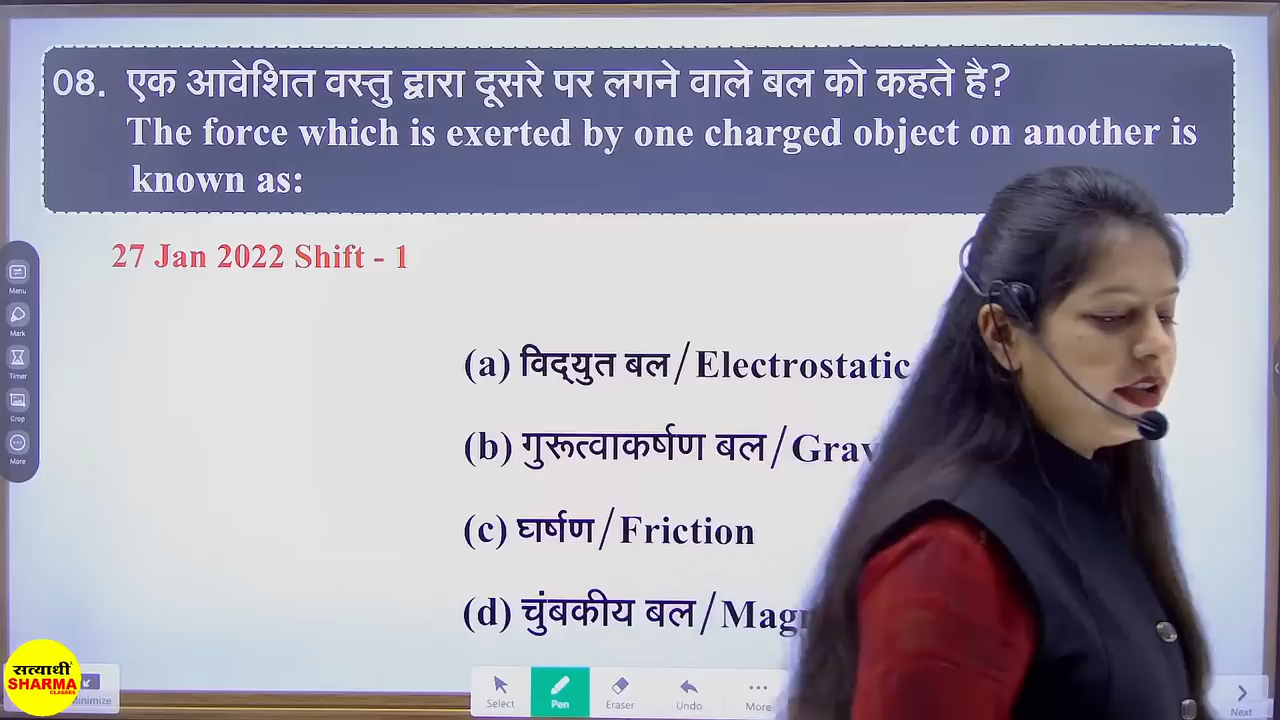 08. एक आवेशित वस्तु द्वारा दूसरे पर लगने वाले बल को कहते है?
The force which is exerted by one charged object on another is
known as:
27 Jan 2022 Shift - 1
(a) विद्युत बल/Electrostatic
(b) गुरूत्वाकर्षण बल/
(c) घर्षण/Friction
(d) चुंबकीय बल/
Menu
Mark
Timer
Crop
More
सत्यार्थी
SHARMA
CLASSES
Minimize
Select
Pen
Eraser
Undo
More
Next